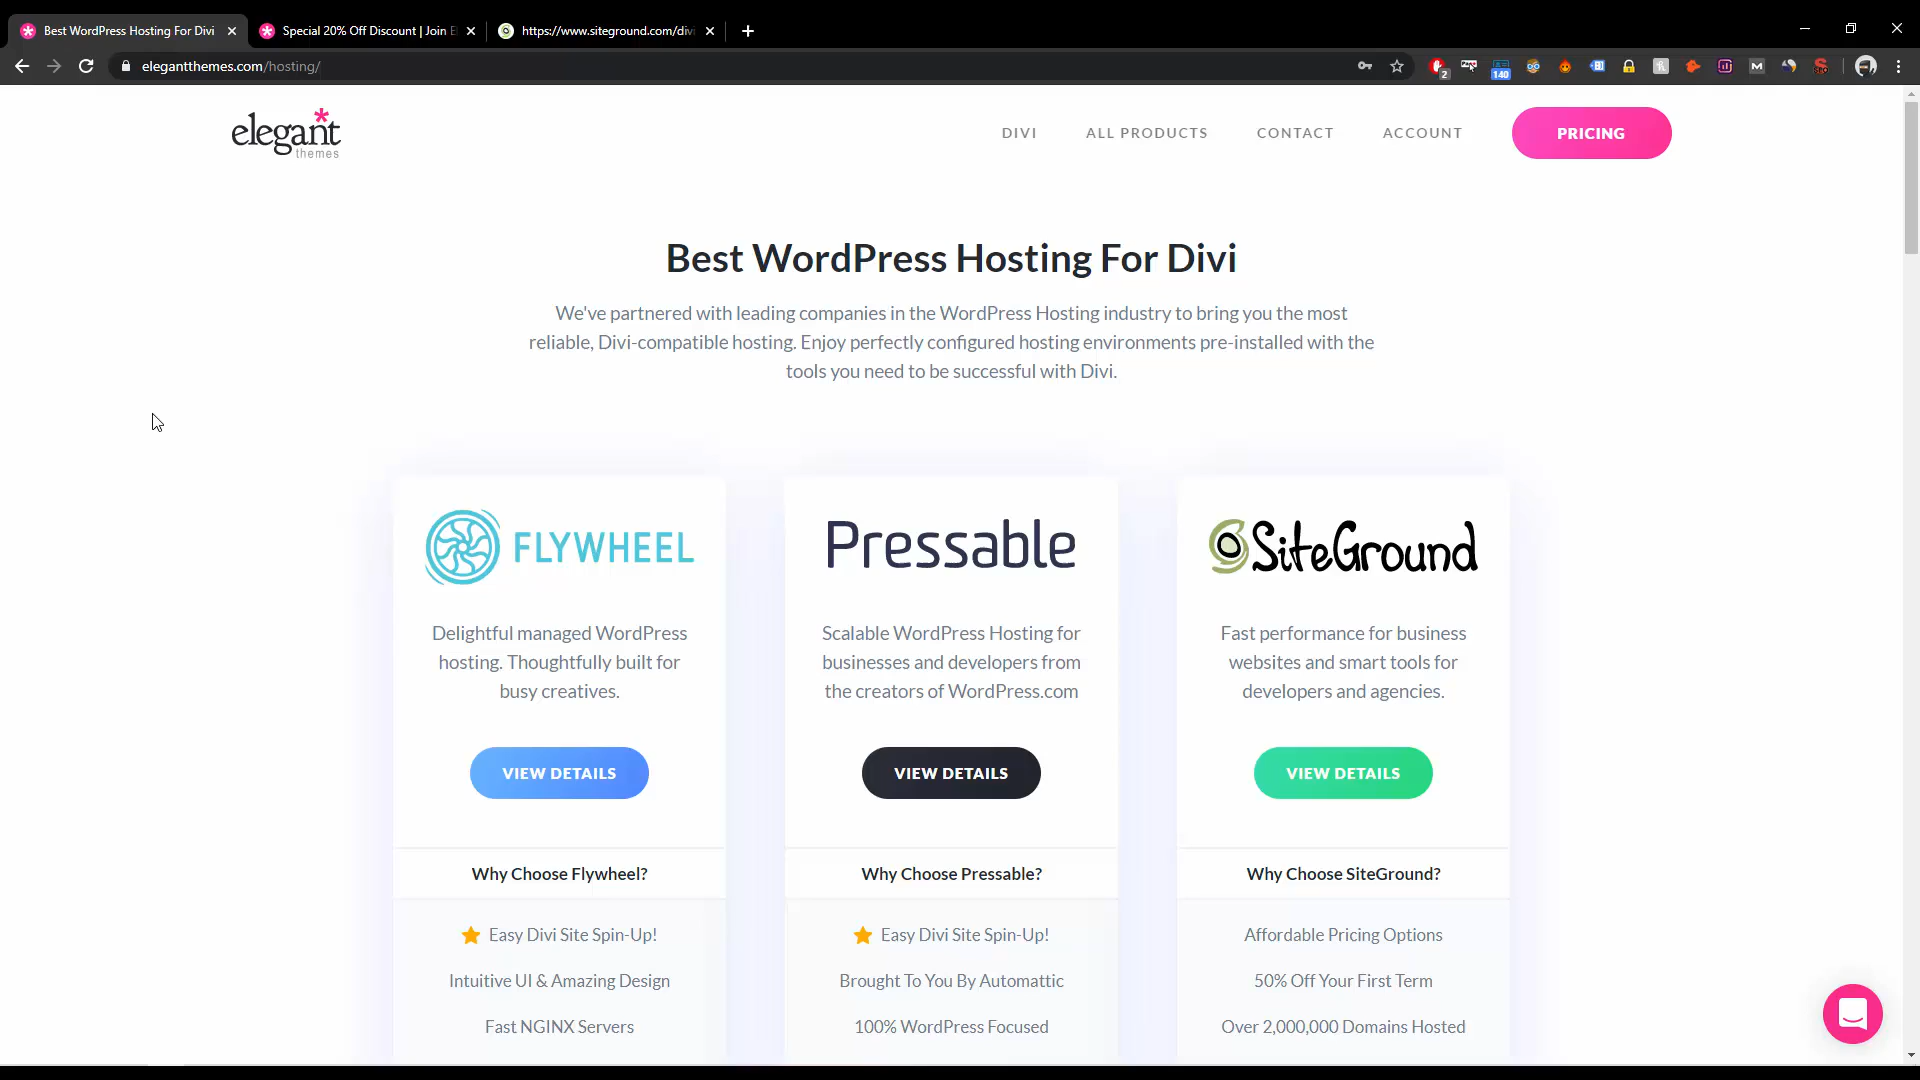 Best WordPress Hosting For Divi
Special 20% Off Discount | Join E
https://www.siteground.com/divi
elegantthemes.com/hosting/
2
140
elegant
themes
DIVI
ALL PRODUCTS
CONTACT
ACCOUNT
PRICING
Best WordPress Hosting For Divi
We've partnered with leading companies in the WordPress Hosting industry to bring you the most
reliable, Divi-compatible hosting. Enjoy perfectly configured hosting environments pre-installed with the
tools you need to be successful with Divi.
FLYWHEEL
Delightful managed WordPress
hosting. Thoughtfully built for
busy creatives.
VIEW DETAILS
Why Choose Flywheel?
Easy Divi Site Spin-Up!
Intuitive UI & Amazing Design
Fast NGINX Servers
Pressable
Scalable WordPress Hosting for
businesses and developers from
the creators of WordPress.com
VIEW DETAILS
Why Choose Pressable?
Easy Divi Site Spin-Up!
Brought To You By Automattic
100% WordPress Focused
SiteGround
Fast performance for business
websites and smart tools for
developers and agencies.
VIEW DETAILS
Why Choose SiteGround?
Affordable Pricing Options
50% Off Your First Term
Over 2,000,000 Domains Hosted